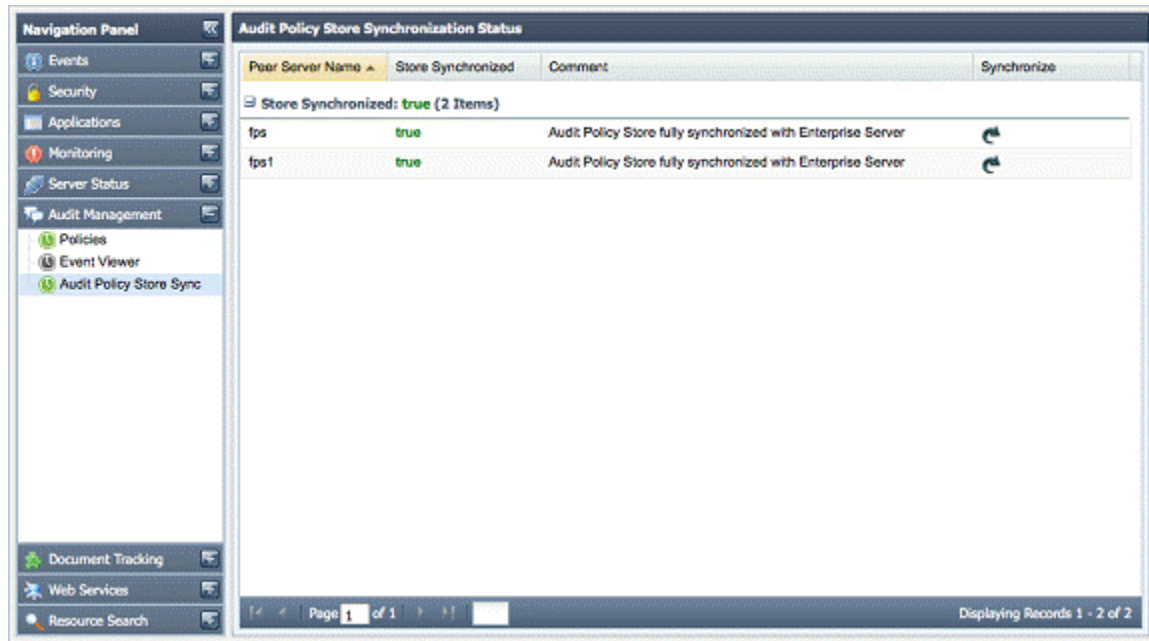 Navigation Panel
Events
Security
Applications
Monitoring
Server Status
Audit Management
Policies
Event Viewer
Audit Policy Store Sync
Document Tracking
Web Services
Resource Search
Audit Policy Store Synchronization Status
Peer Server Name Store Synchronized Comment Synchronize
Store Synchronized: true (2 Items)
fps true Audit Policy Store fully synchronized with Enterprise Server
fps1 true Audit Policy Store fully synchronized with Enterprise Server
Page 1 of 1 Displaying Records 1 - 2 of 2